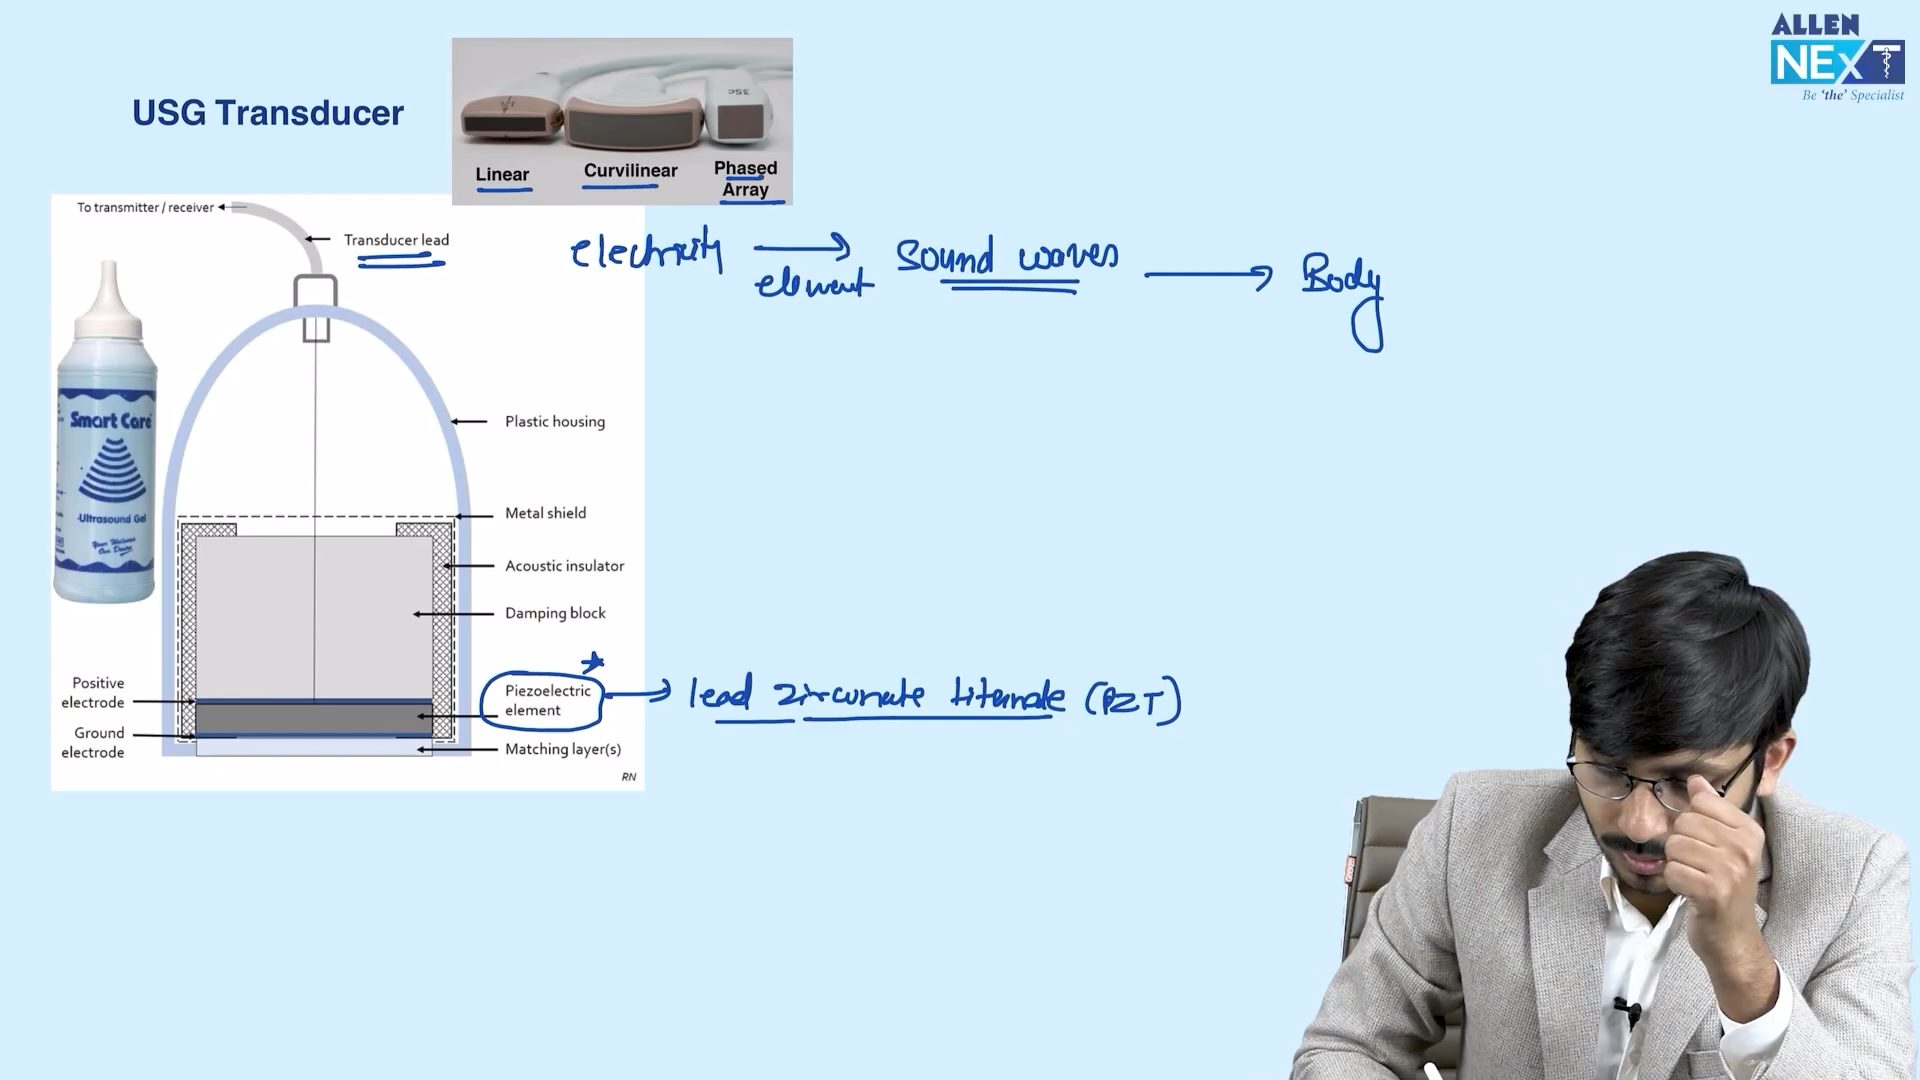 ALLEN
NExT
Be 'the' Specialist
USG Transducer
3Sc
Linear
Curvilinear
Phased
Array
To transmitter / receiver
Transducer lead
electricity
element
Sound waves
Body
Smart Care
Ultrasound Gel
Plastic housing
Metal shield
Acoustic insulator
Damping block
Positive
electrode
Piezoelectric
element
lead zirconate titanate (PZT)
Ground
electrode
Matching layer(s)
RN